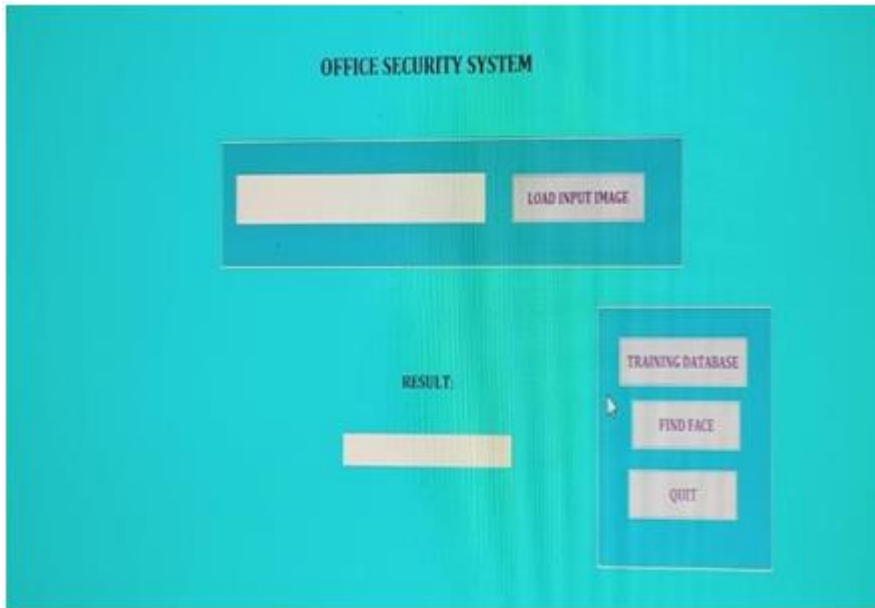 OFFICE SECURITY SYSTEM
LOAD INPUT IMAGE
RESULT:
TRAINING DATABASE
FIND FACE
QUIT